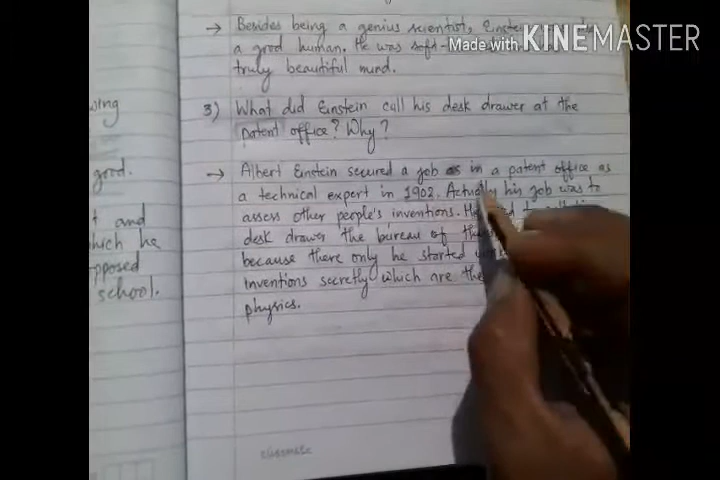 → Besides being a genius scientist, Einstein
a good human. He was soft-
truly beautiful mind.
3) What did Einstein call his desk drawer at the
patent office? Why?
→ Albert Einstein secured a job as in a patent office as
a technical expert in 1902. Actually his job was to
assess other people's inventions.
desk drawer the bureau of
because there only he started
inventions secretly which are the
physics.
wing
good.
and
which he
pposed
school.
classmate
Made with KINEMASTER